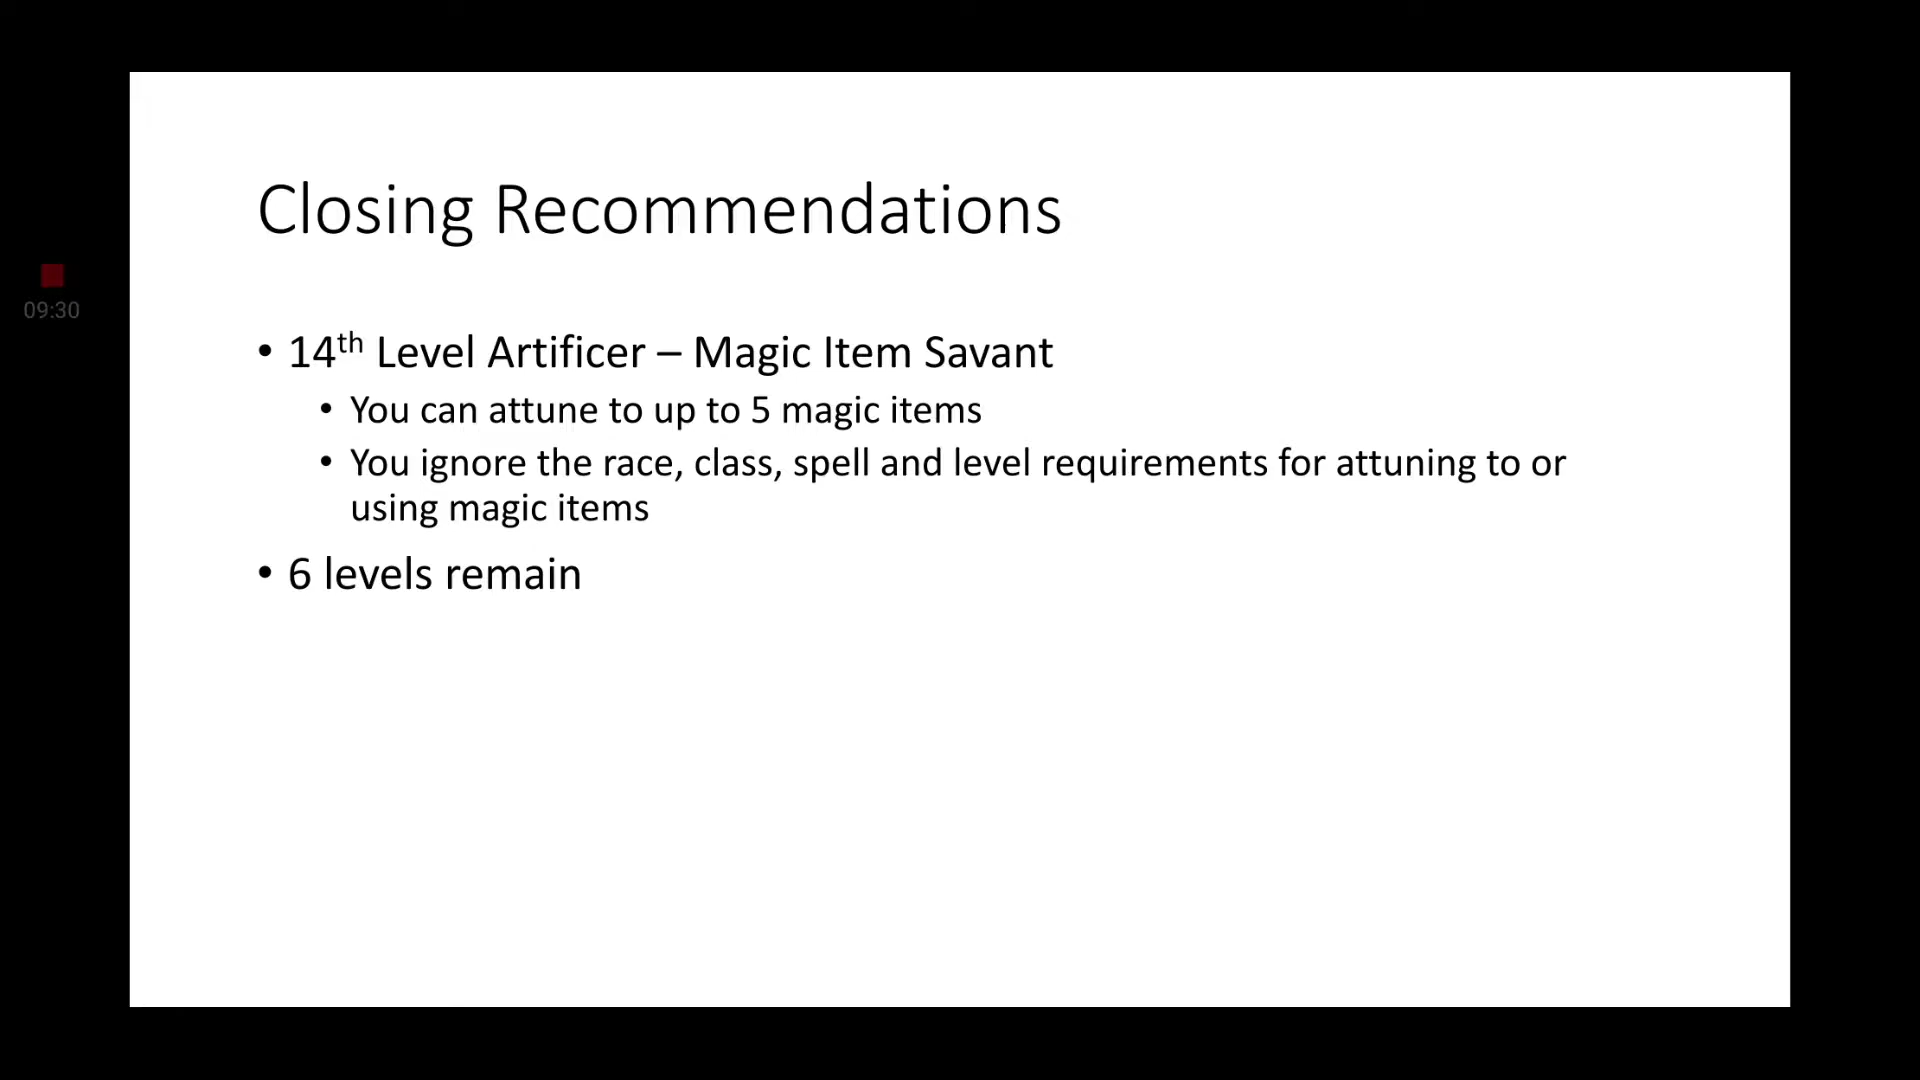 Closing Recommendations
09:30
• 14th Level Artificer – Magic Item Savant
• You can attune to up to 5 magic items
• You ignore the race, class, spell and level requirements for attuning to or
using magic items
• 6 levels remain